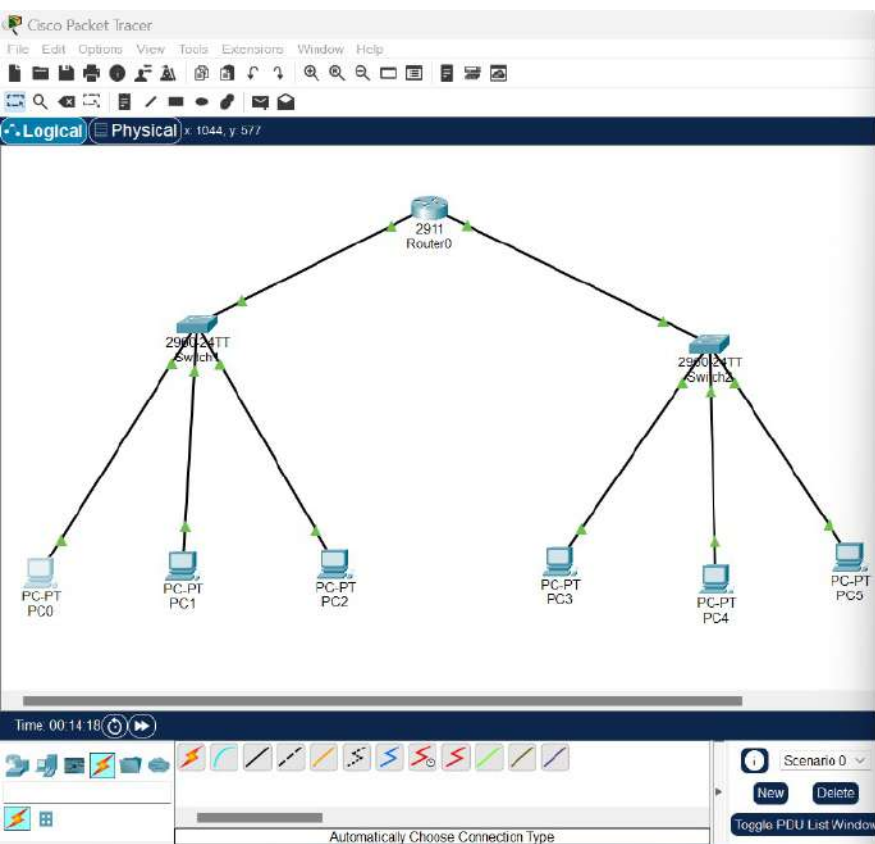 Cisco Packet Tracer
File Edit Options View Tools Extensions Window Help
Logical Physical x: 1044, y: 577
2911
Router0
2960-24TT
Switch1
2960-24TT
Switch2
PC-PT
PC0
PC-PT
PC1
PC-PT
PC2
PC-PT
PC3
PC-PT
PC4
PC-PT
PC5
Time: 00:14:18
Scenario 0
New Delete
Toggle PDU List Window
Automatically Choose Connection Type